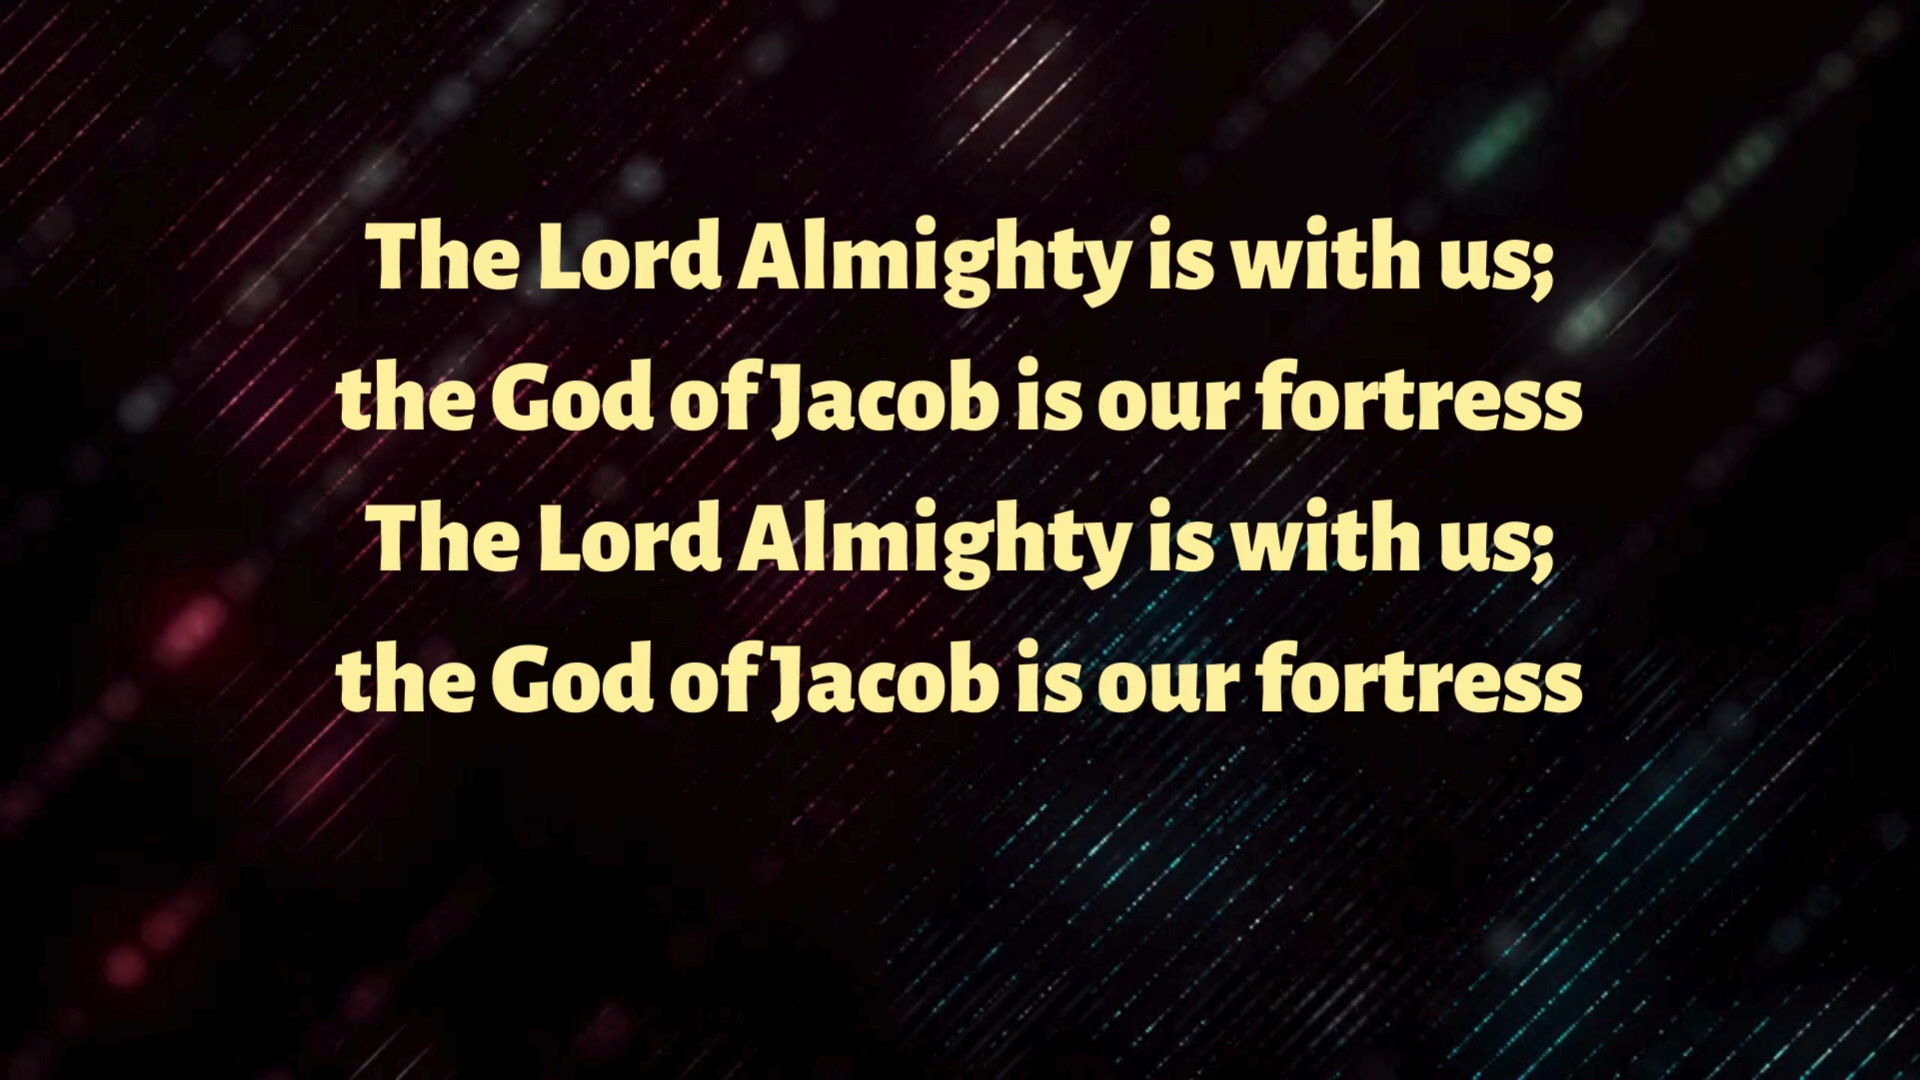 The Lord Almighty is with us;
the God of Jacob is our fortress
The Lord Almighty is with us;
the God of Jacob is our fortress